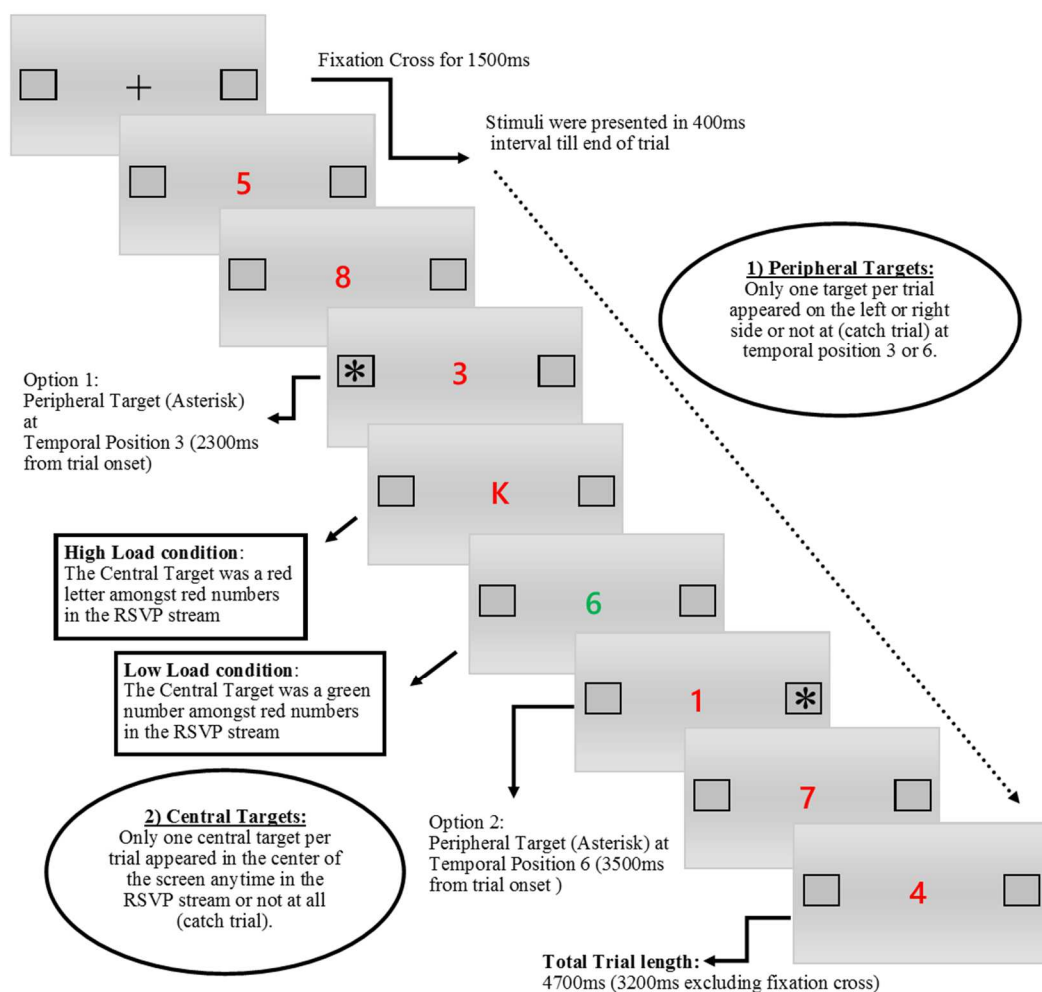 Fixation Cross for 1500ms
+
Stimuli were presented in 400ms
interval till end of trial
5
8
1) Peripheral Targets:
Only one target per trial
appeared on the left or right
side or not at (catch trial) at
temporal position 3 or 6.
* 3
Option 1:
Peripheral Target (Asterisk)
at
Temporal Position 3 (2300ms
from trial onset)
K
High Load condition:
The Central Target was a red
letter amongst red numbers
in the RSVP stream
6
Low Load condition:
The Central Target was a green
number amongst red numbers
in the RSVP stream
1 *
7
2) Central Targets:
Only one central target per
trial appeared in the center of
the screen anytime in the
RSVP stream or not at all
(catch trial).
Option 2:
Peripheral Target (Asterisk) at
Temporal Position 6 (3500ms
from trial onset )
4
Total Trial length:
4700ms (3200ms excluding fixation cross)